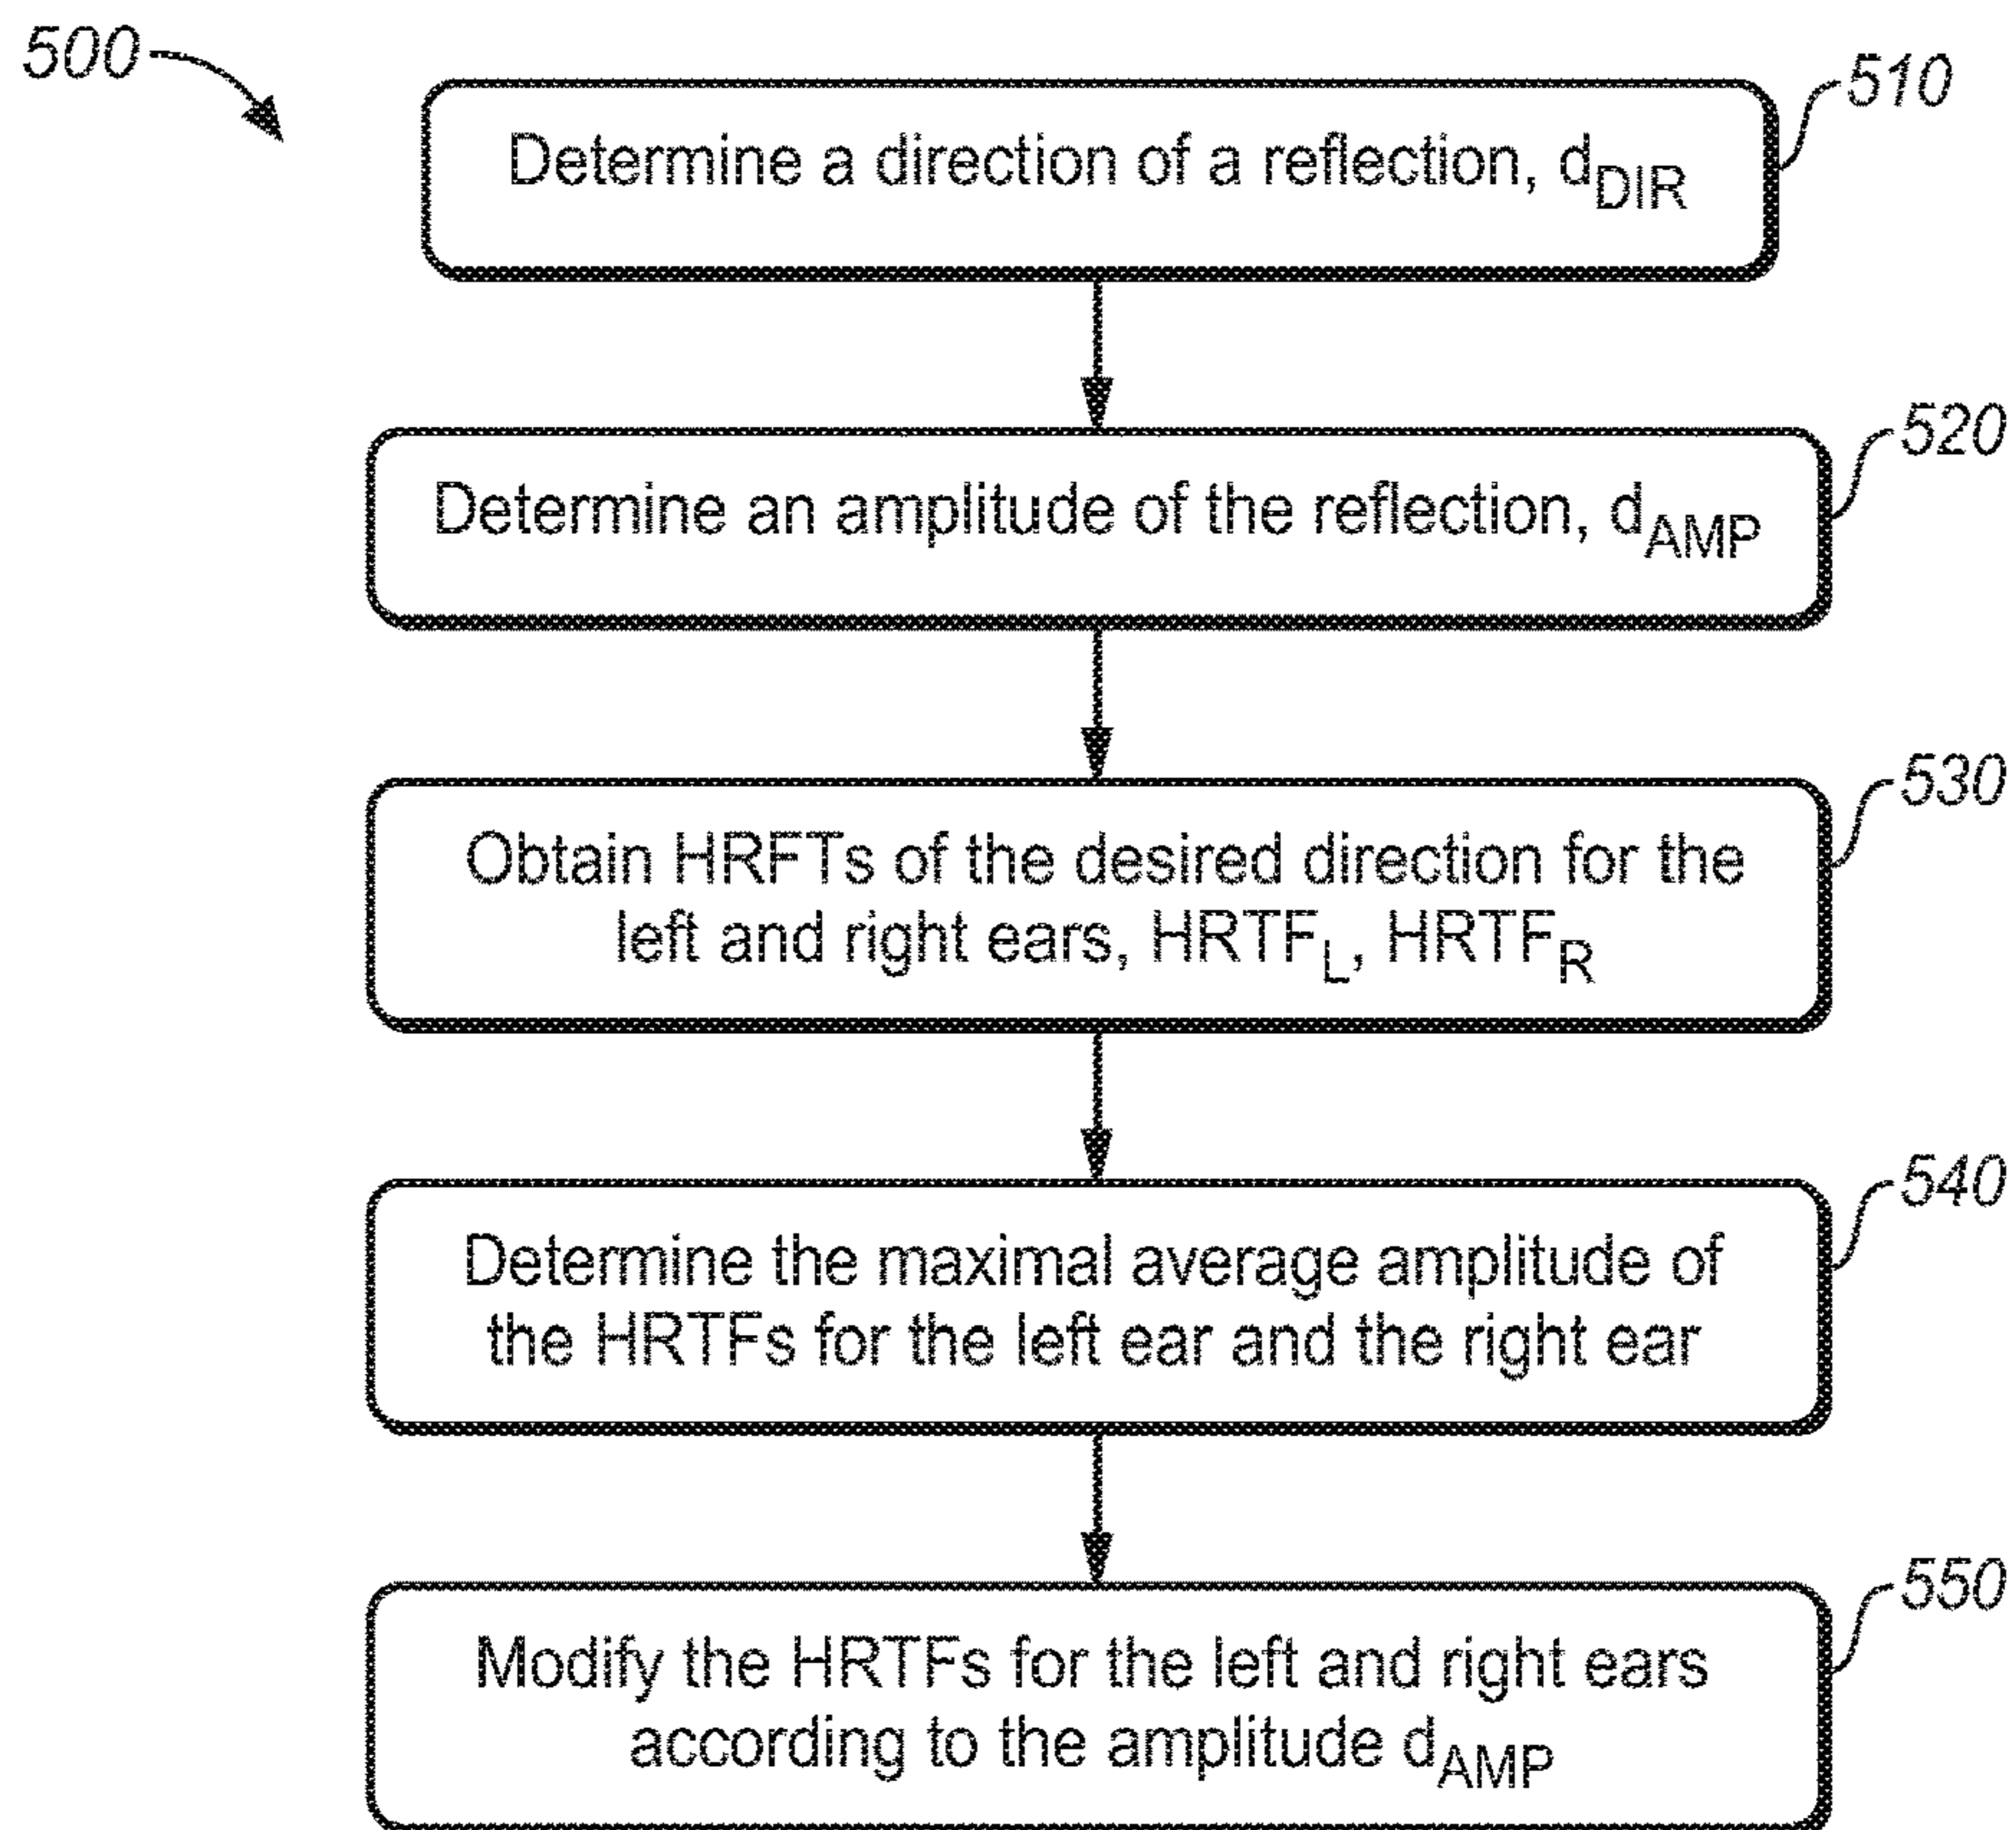 500
510
Determine a direction of a reflection, dDIR
520
Determine an amplitude of the reflection, dAMP
530
Obtain HRFTs of the desired direction for the
left and right ears, HRTFL, HRTFR
540
Determine the maximal average amplitude of
the HRTFs for the left ear and the right ear
550
Modify the HRTFs for the left and right ears
according to the amplitude dAMP